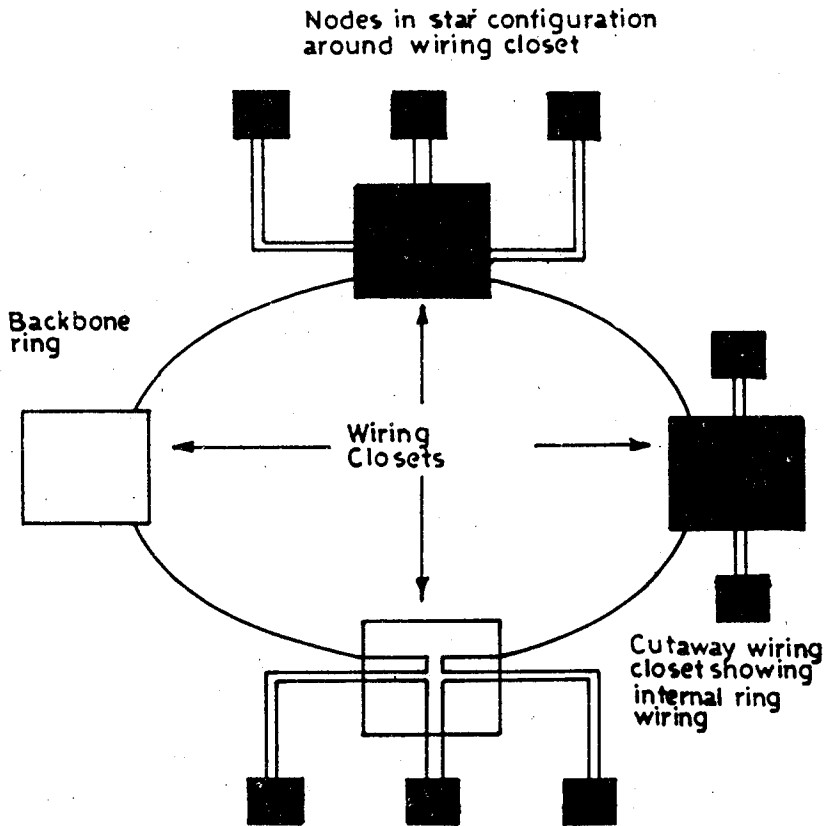 Nodes in star configuration
around wiring closet
Backbone
ring
Wiring
Closets
Cutaway wiring
closet showing
internal ring
wiring